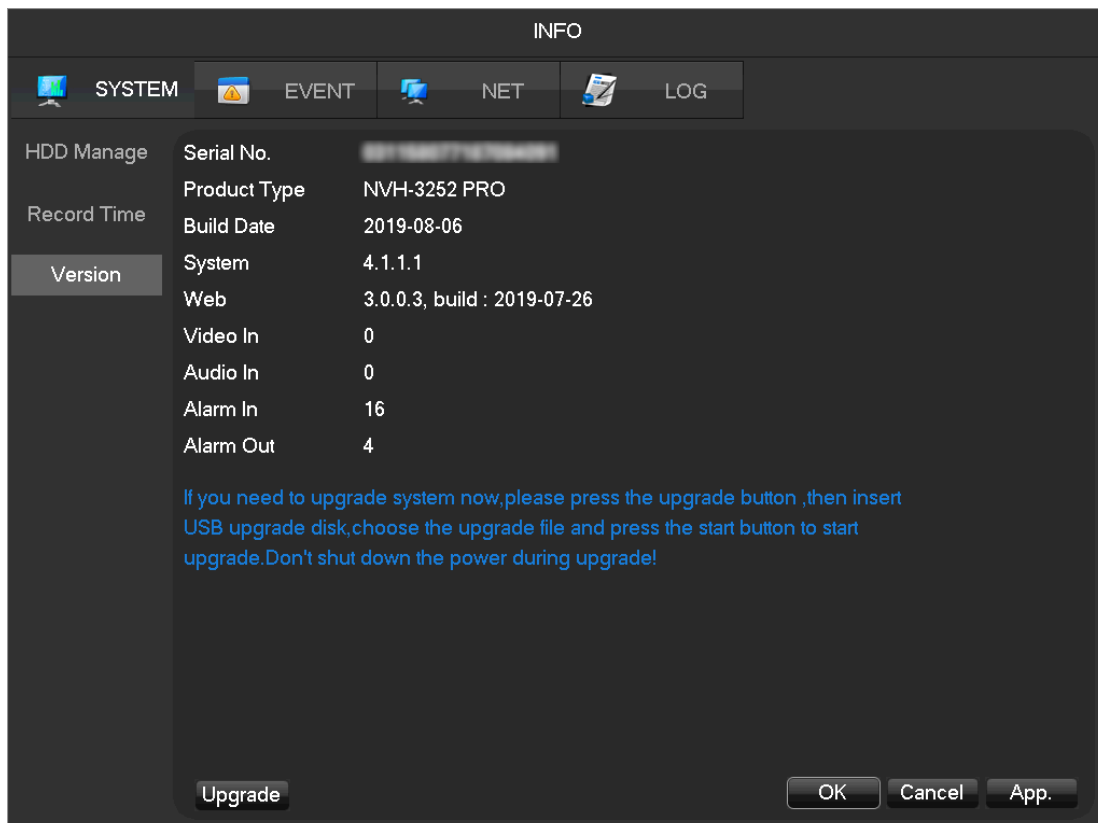 INFO
SYSTEM EVENT NET LOG
HDD Manage
Record Time
Version
Serial No.
Product Type NVH-3252 PRO
Build Date 2019-08-06
System 4.1.1.1
Web 3.0.0.3, build : 2019-07-26
Video In 0
Audio In 0
Alarm In 16
Alarm Out 4
If you need to upgrade system now,please press the upgrade button ,then insert
USB upgrade disk,choose the upgrade file and press the start button to start
upgrade.Don't shut down the power during upgrade!
Upgrade OK Cancel App.